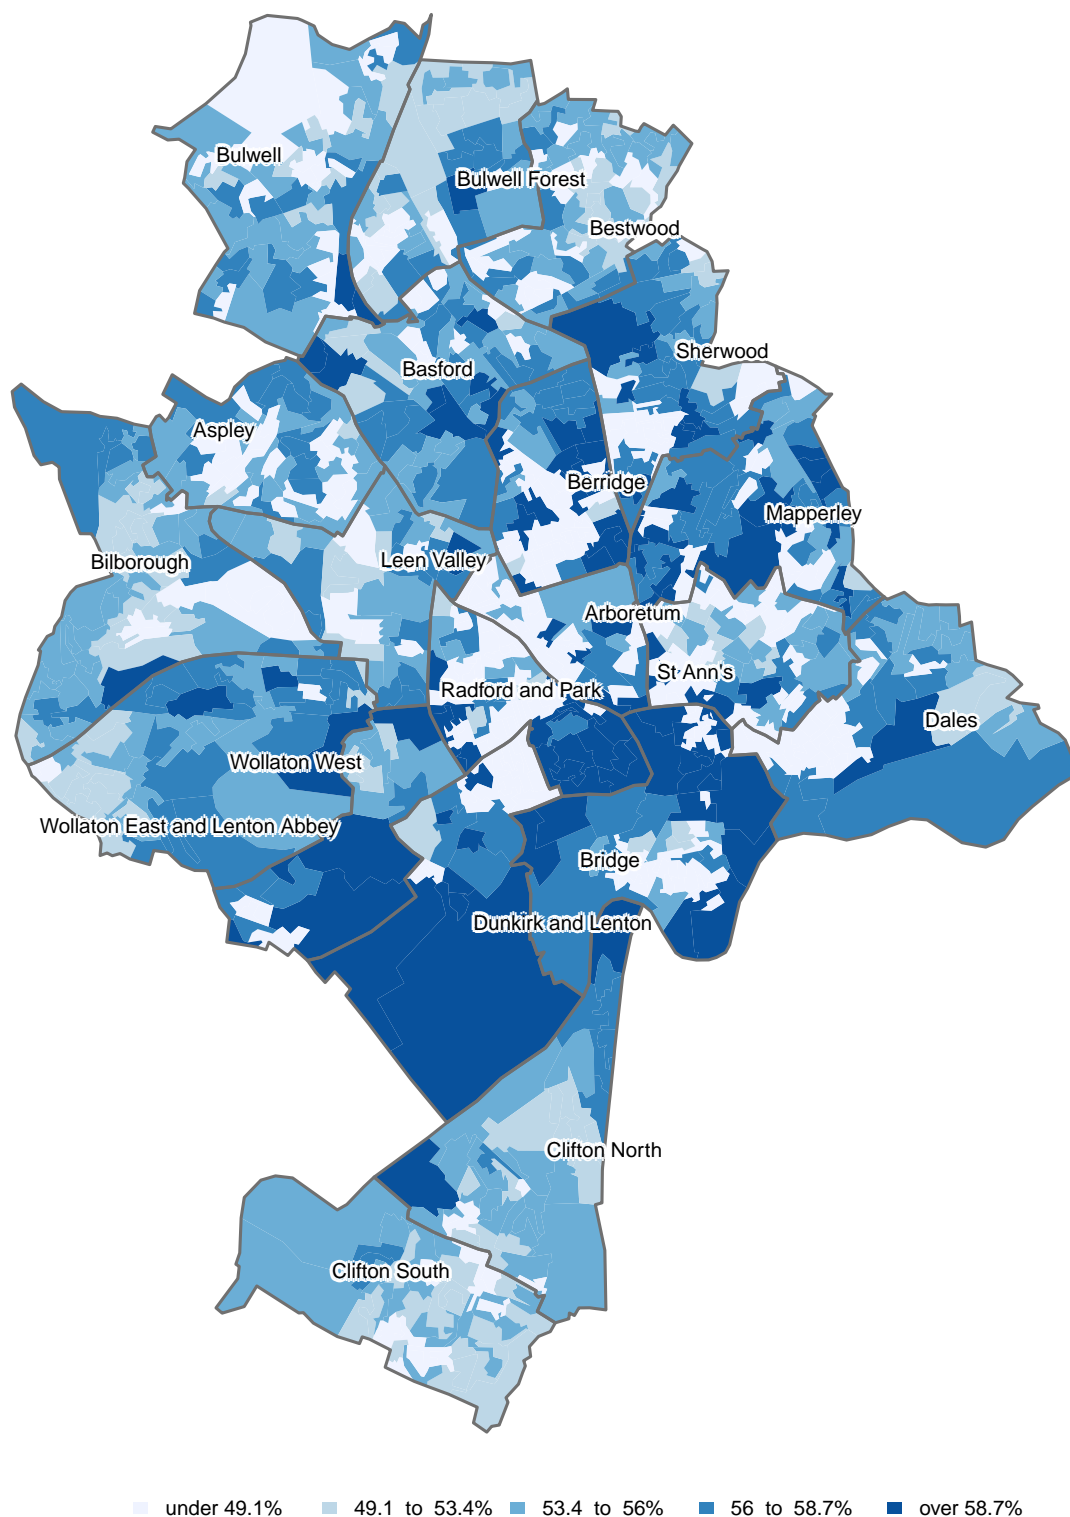 Bulwell
Bulwell Forest
Bestwood
Sherwood
Basford
Aspley
Berridge
Mapperley
Bilborough
Leen Valley
Arboretum
St Ann's
Radford and Park
Dales
Wollaton West
Wollaton East and Lenton Abbey
Bridge
Dunkirk and Lenton
Clifton North
Clifton South
under 49.1% 49.1 to 53.4% 53.4 to 56% 56 to 58.7% over 58.7%